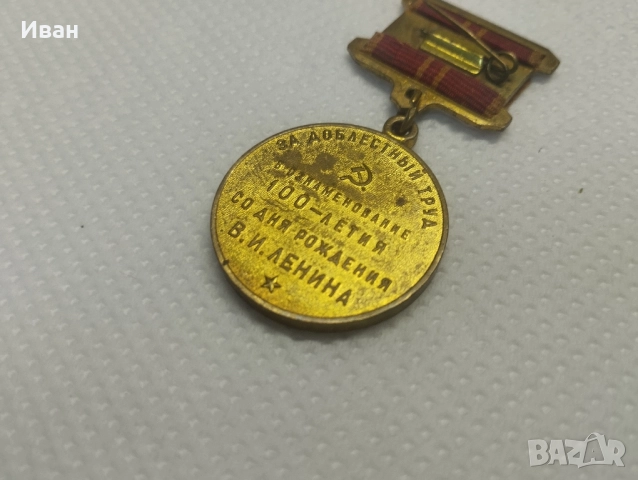 Иван
ЗА ДОБЛЕСТНЫЙ ТРУД
В ОЗНАМЕНОВАНИЕ
100-ЛЕТИЯ
СО ДНЯ РОЖДЕНИЯ
В.И.ЛЕНИНА
BAZAR